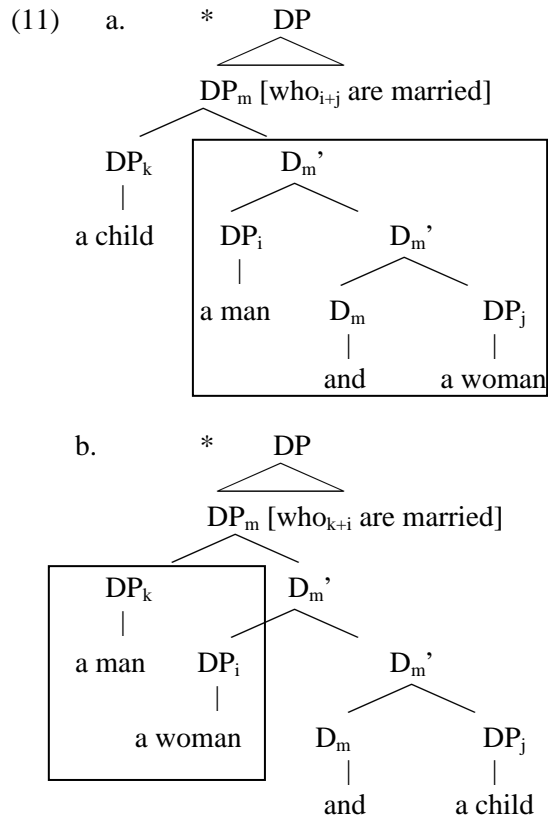 (11) a. * DP
DPm [whoi+j are married]
DPk Dm’
a child DPi Dm’
a man Dm DPj
and a woman
b. * DP
DPm [whok+i are married]
DPk Dm’
a man DPi Dm’
a woman Dm DPj
and a child